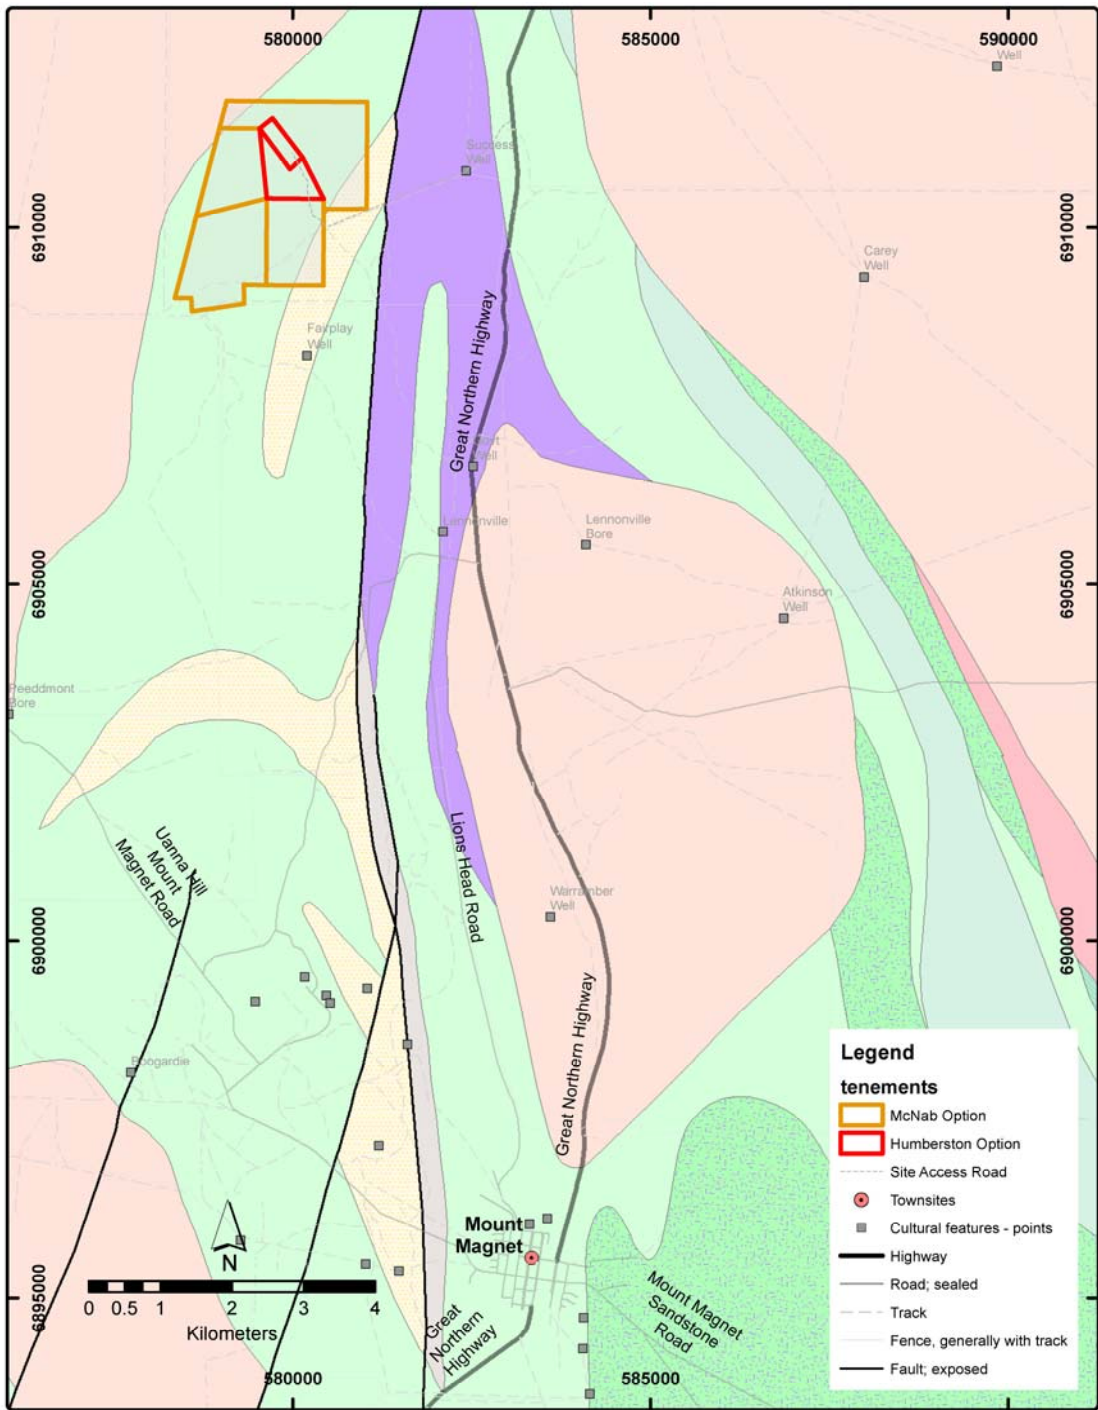 580000
585000
590000
Well
Success
Well
6910000
6910000
Carey
Well
Great Northern Highway
Fairplay
Well
Well
Lennonville
Lennonville
Bore
6905000
6905000
Atkinson
Well
Peeddmont
Bore
Uanna Hill
Mount
Magnet Road
Lions Head Road
Warramber
Well
6900000
6900000
Great Northern Highway
Boogardie
Legend
tenements
McNab Option
Humberston Option
Site Access Road
Townsites
Cultural features - points
Highway
Road; sealed
Track
Fence, generally with track
Fault; exposed
Mount
Magnet
N
6895000
0 0.5 1 2 3 4
Kilometers
Great
Northern
Highway
Mount Magnet
Sandstone
Road
580000
585000